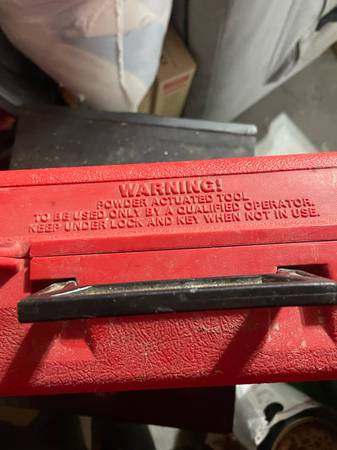 WARNING!
POWDER ACTUATED TOOL
TO BE USED ONLY BY A QUALIFIED OPERATOR.
KEEP UNDER LOCK AND KEY WHEN NOT IN USE.